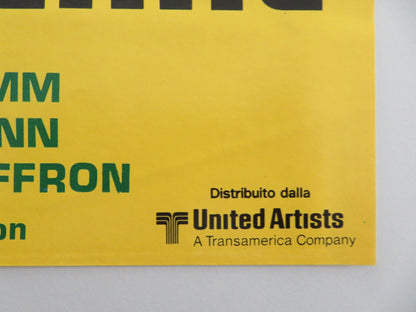 MM
NN
FFRON
on
Distribuito dalla
United Artists
A Transamerica Company